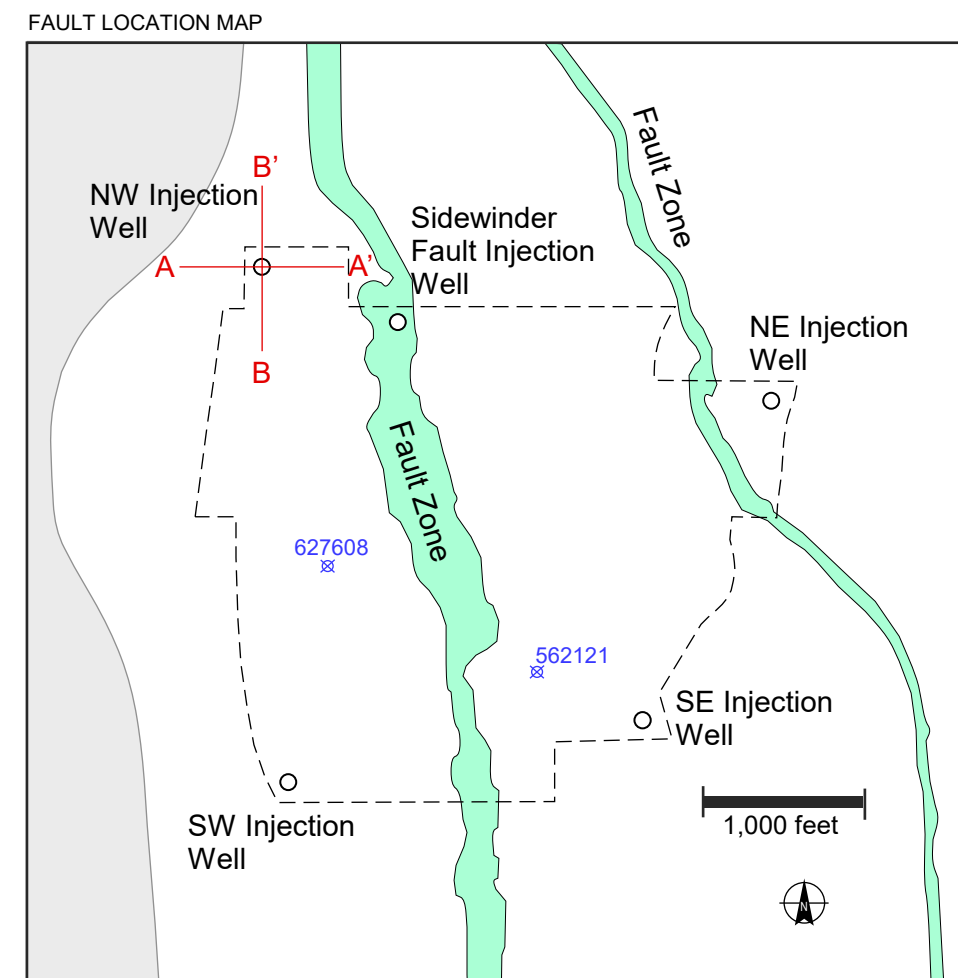 FAULT LOCATION MAP
Fault Zone
B’
NW Injection
Well
Sidewinder
Fault Injection
Well
A
A’
NE Injection
Well
B
Fault Zone
627608
562121
SE Injection
Well
SW Injection
Well
1,000 feet
N